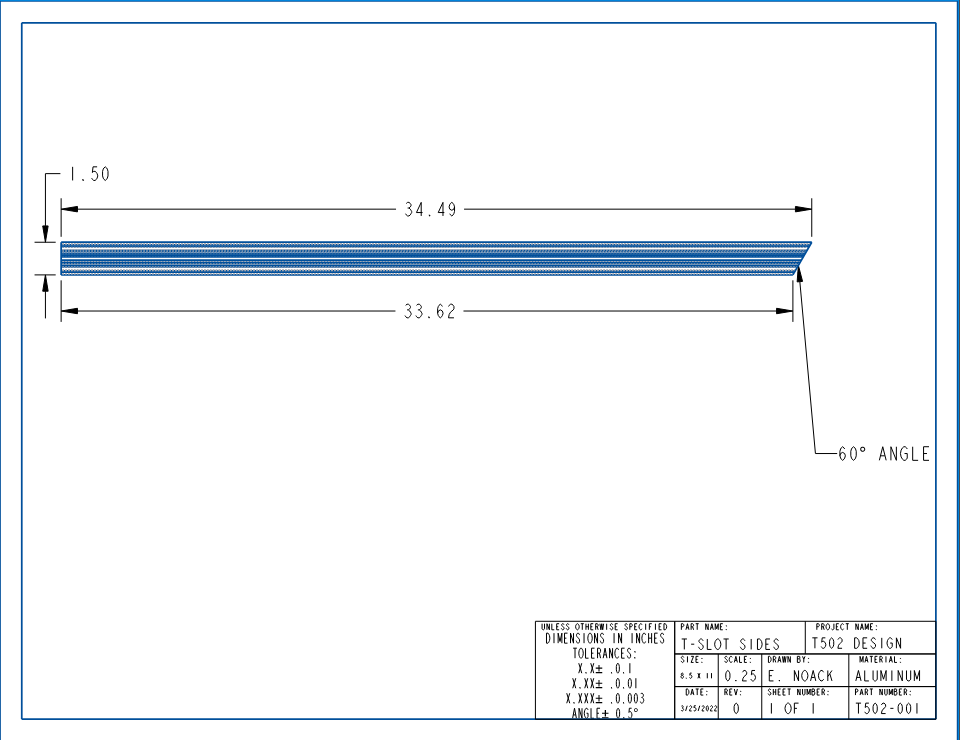 1.50
34.49
33.62
60° ANGLE
UNLESS OTHERWISE SPECIFIED
DIMENSIONS IN INCHES
TOLERANCES:
X.X± .0.1
X.XX± .0.01
X.XXX± .0.003
ANGLE± 0.5°
PART NAME:
T-SLOT SIDES
PROJECT NAME:
T502 DESIGN
SIZE:
8.5 X 11
SCALE:
0.25
DRAWN BY:
E. NOACK
MATERIAL:
ALUMINUM
DATE:
3/25/2022
REV:
0
SHEET NUMBER:
1 OF 1
PART NUMBER:
T502-001